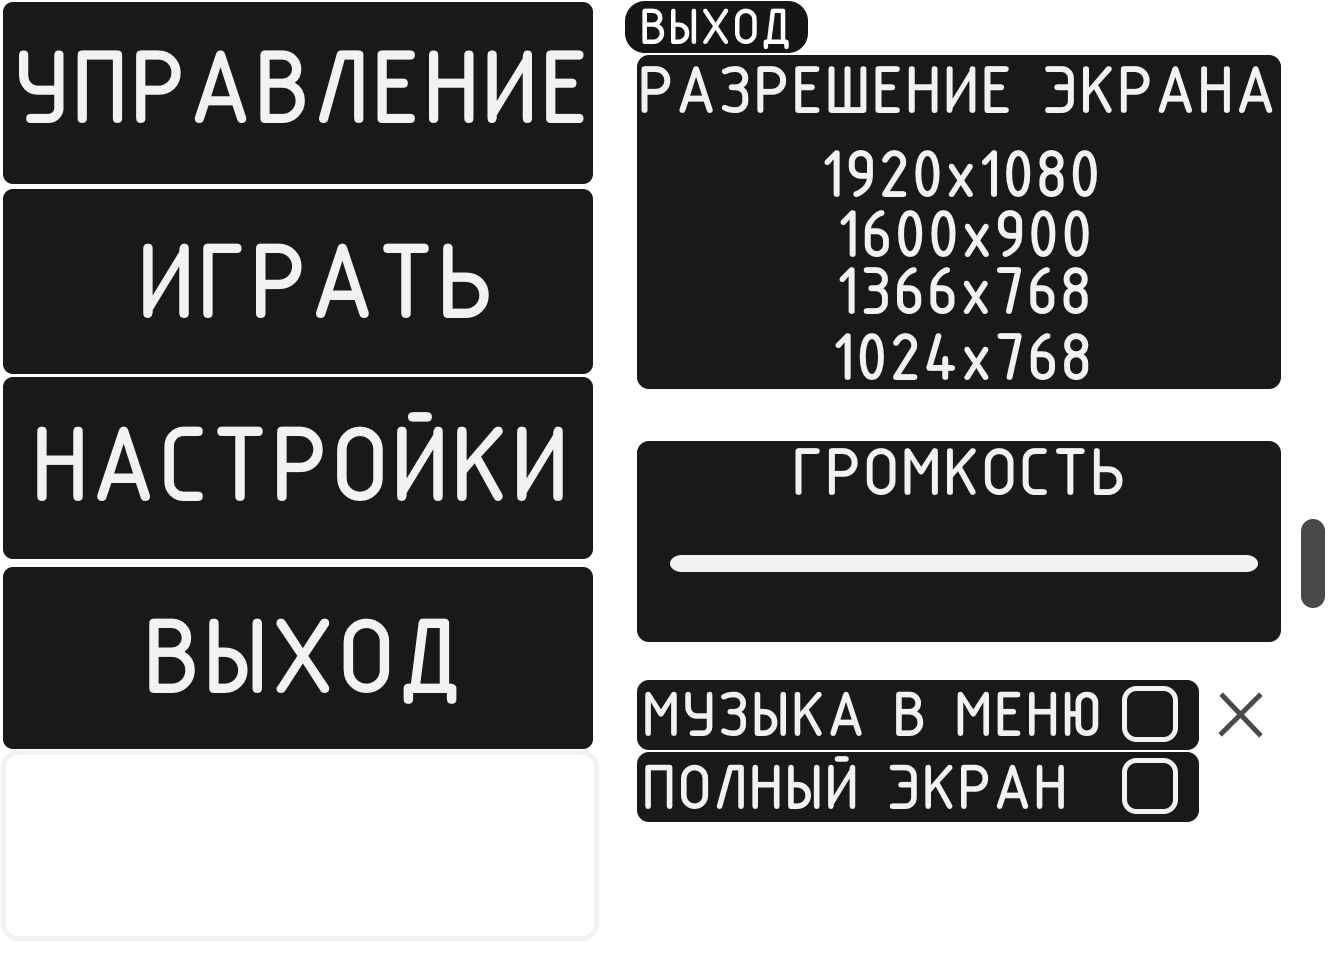 УПРАВЛЕНИЕ
ИГРАТЬ
НАСТРОЙКИ
ВЫХОД
ВЫХОД
РАЗРЕШЕНИЕ ЭКРАНА
1920x1080
1600x900
1366x768
1024x768
ГРОМКОСТЬ
МУЗЫКА В МЕНЮ
ПОЛНЫЙ ЭКРАН